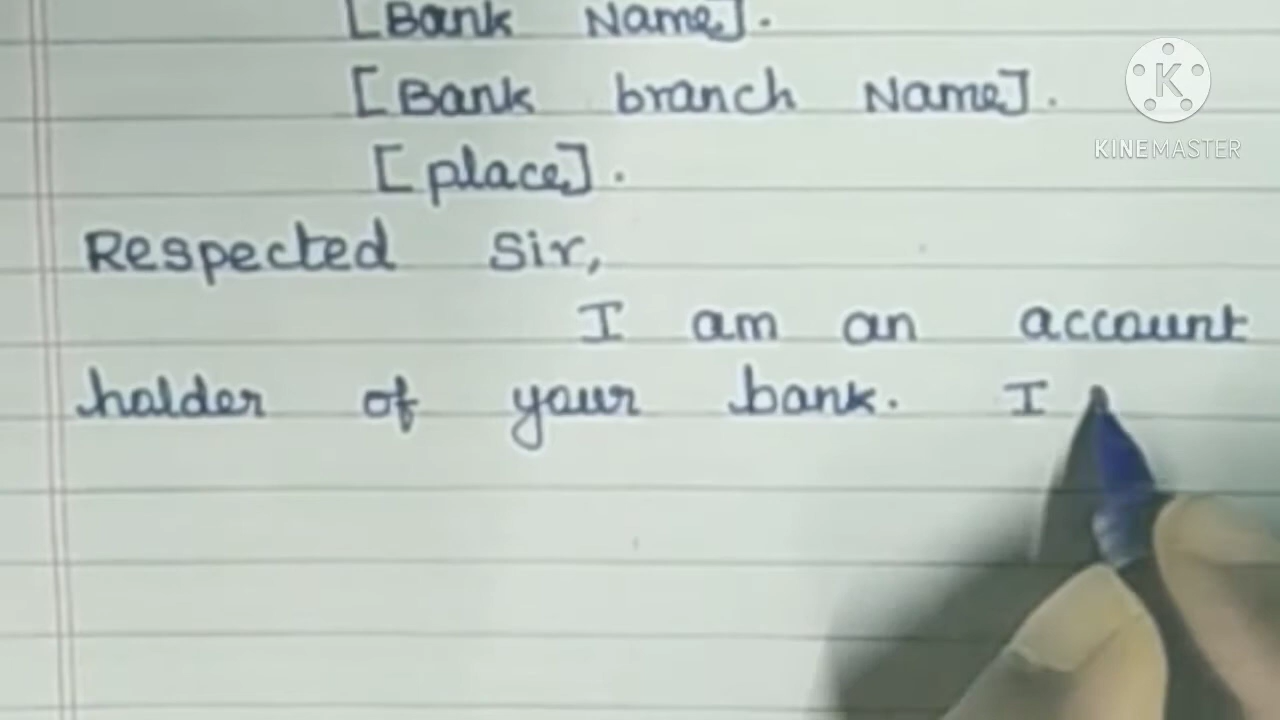 [Bank Name].
[Bank branch Name].
[place].
Respected Sir,
I am an account
holder of your bank. I
K
KINEMASTER